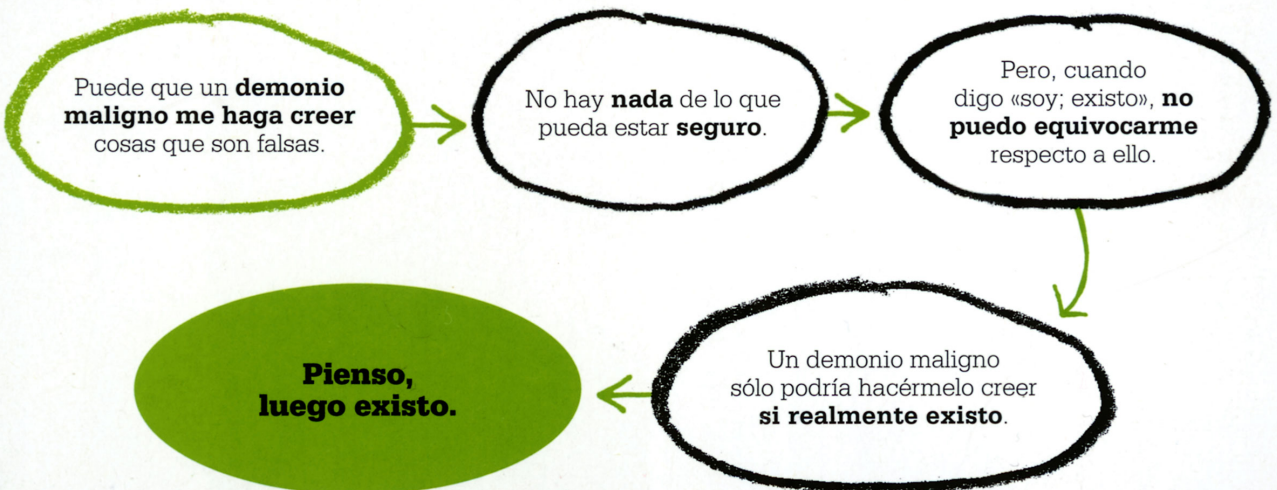 Puede que un demonio
maligno me haga creer
cosas que son falsas.
No hay nada de lo que
pueda estar seguro.
Pero, cuando
digo «soy; existo», no
puedo equivocarme
respecto a ello.
Un demonio maligno
sólo podría hacérmelo creer
si realmente existo.
Pienso,
luego existo.